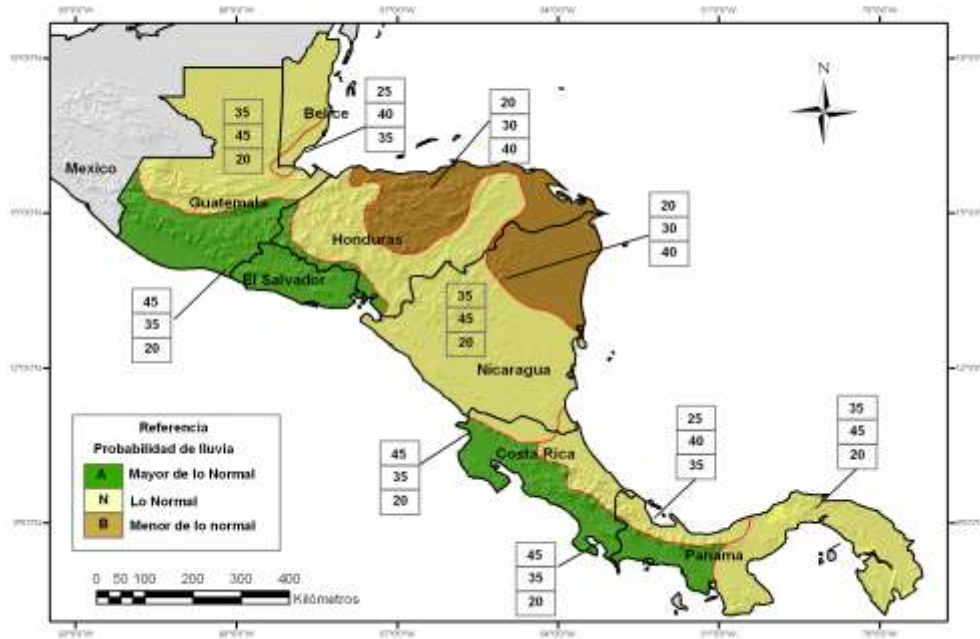 N
Mexico
Belice
Guatemala
Honduras
El Salvador
Nicaragua
Costa Rica
Panama
35
45
20
25
40
35
20
30
40
20
30
40
45
35
20
35
45
20
45
35
20
25
40
35
35
45
20
45
35
20
Referencia
Probabilidad de lluvia
A Mayor de lo Normal
N Lo Normal
B Menor de lo normal
0 50 100 200 300 400
Kilómetros